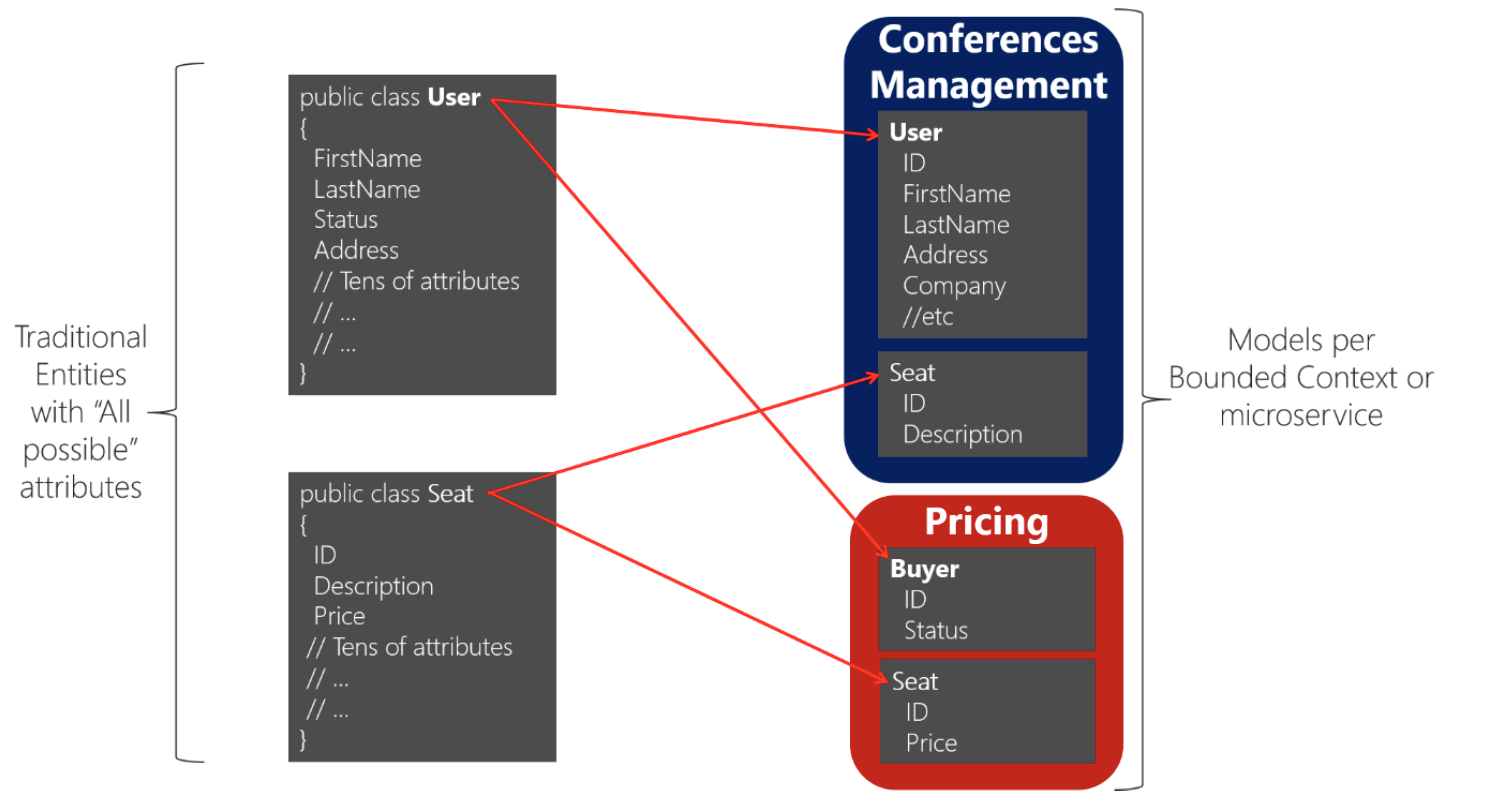 Traditional
Entities
with “All
possible”
attributes
public class User
{
FirstName
LastName
Status
Address
// Tens of attributes
// ...
// ...
}
public class Seat
{
ID
Description
Price
// Tens of attributes
// ...
// ...
}
Conferences
Management
User
ID
FirstName
LastName
Address
Company
//etc
Seat
ID
Description
Pricing
Buyer
ID
Status
Seat
ID
Price
Models per
Bounded Context or
microservice